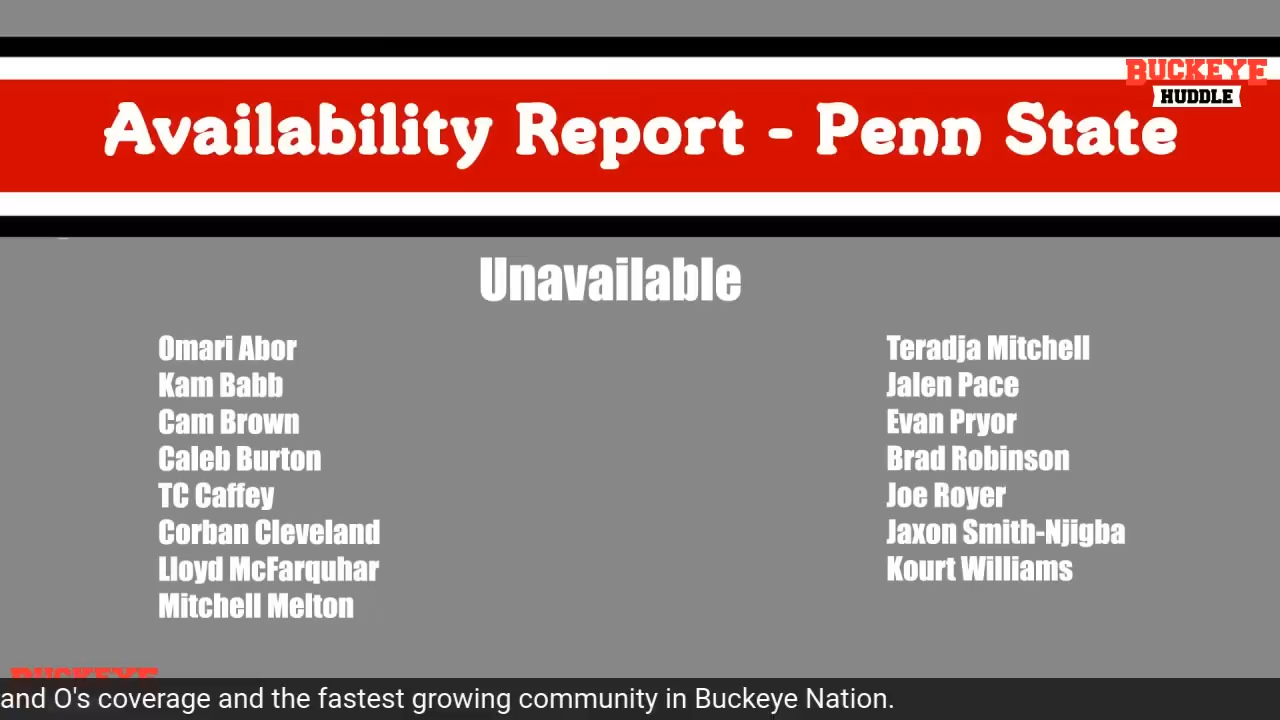 BUCKEYE
HUDDLE
Availability Report - Penn State
Unavailable
Omari Abor
Kam Babb
Cam Brown
Caleb Burton
TC Caffey
Corban Cleveland
Lloyd McFarquhar
Mitchell Melton
Teradja Mitchell
Jalen Pace
Evan Pryor
Brad Robinson
Joe Royer
Jaxon Smith-Njigba
Kourt Williams
BUCKEYE
and O's coverage and the fastest growing community in Buckeye Nation.